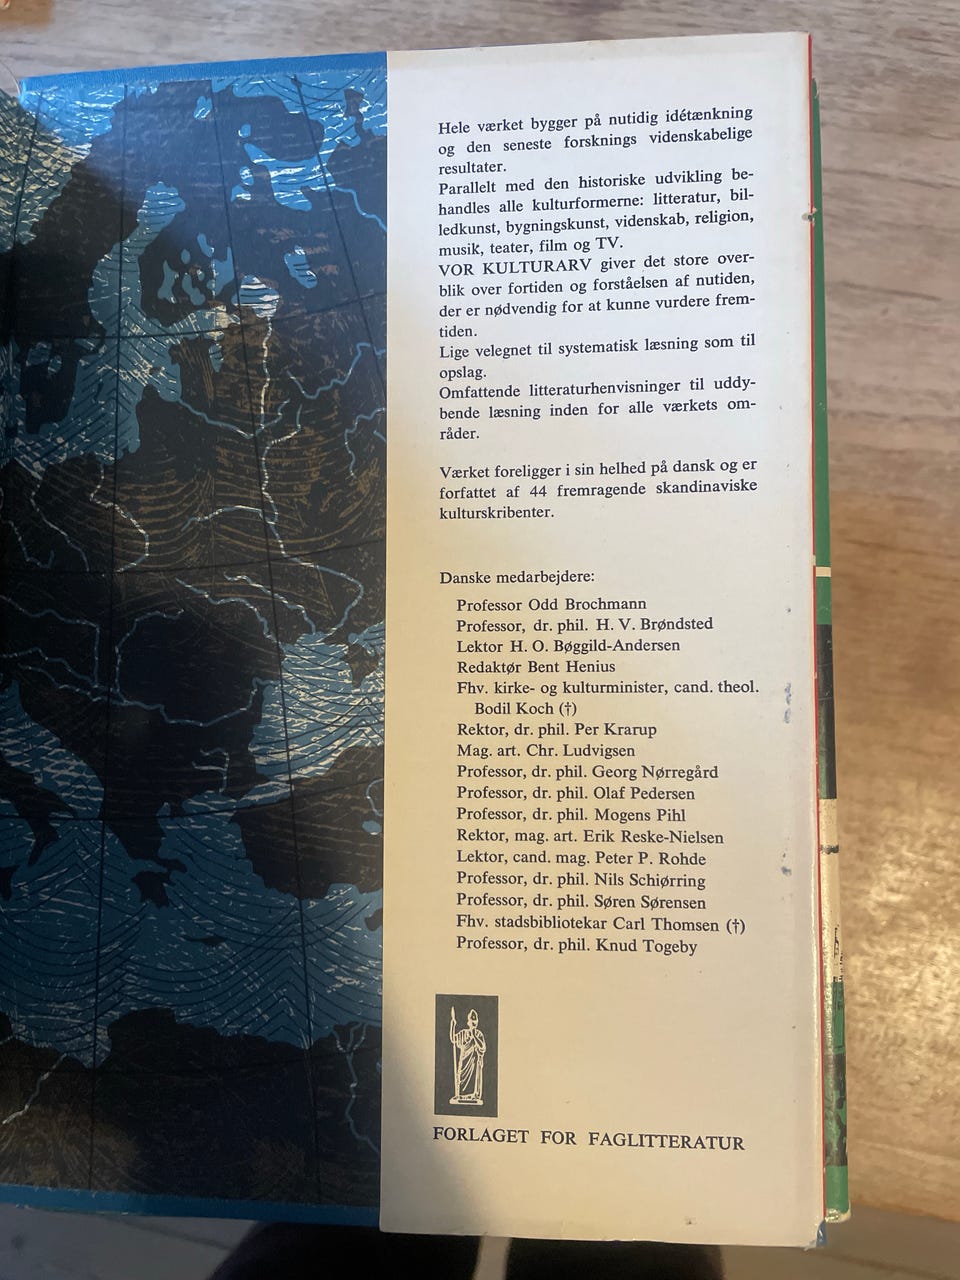 Hele værket bygger på nutidig idétænkning
og den seneste forsknings videnskabelige
resultater.
Parallelt med den historiske udvikling be-
handles alle kulturformerne: litteratur, bil-
ledkunst, bygningskunst, videnskab, religion,
musik, teater, film og TV.
VOR KULTURARV giver det store over-
blik over fortiden og forståelsen af nutiden,
der er nødvendig for at kunne vurdere frem-
tiden.
Lige velegnet til systematisk læsning som til
opslag.
Omfattende litteraturhenvisninger til uddy-
bende læsning inden for alle værkets om-
råder.
Værket foreligger i sin helhed på dansk og er
forfattet af 44 fremragende skandinaviske
kulturskribenter.
Danske medarbejdere:
Professor Odd Brochmann
Professor, dr. phil. H. V. Brøndsted
Lektor H. O. Bøggild-Andersen
Redaktør Bent Henius
Fhv. kirke- og kulturminister, cand. theol.
Bodil Koch (†)
Rektor, dr. phil. Per Krarup
Mag. art. Chr. Ludvigsen
Professor, dr. phil. Georg Nørregård
Professor, dr. phil. Olaf Pedersen
Professor, dr. phil. Mogens Pihl
Rektor, mag. art. Erik Reske-Nielsen
Lektor, cand. mag. Peter P. Rohde
Professor, dr. phil. Nils Schiørring
Professor, dr. phil. Søren Sørensen
Fhv. stadsbibliotekar Carl Thomsen (†)
Professor, dr. phil. Knud Togeby
FORLAGET FOR FAGLITTERATUR